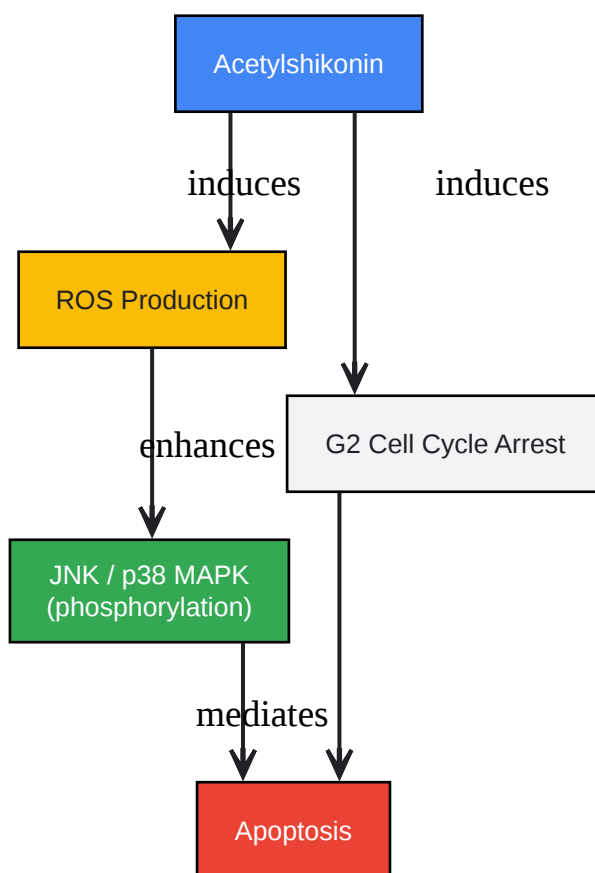 Acetylshikonin
induces
induces
ROS Production
enhances
G2 Cell Cycle Arrest
JNK / p38 MAPK
(phosphorylation)
mediates
Apoptosis